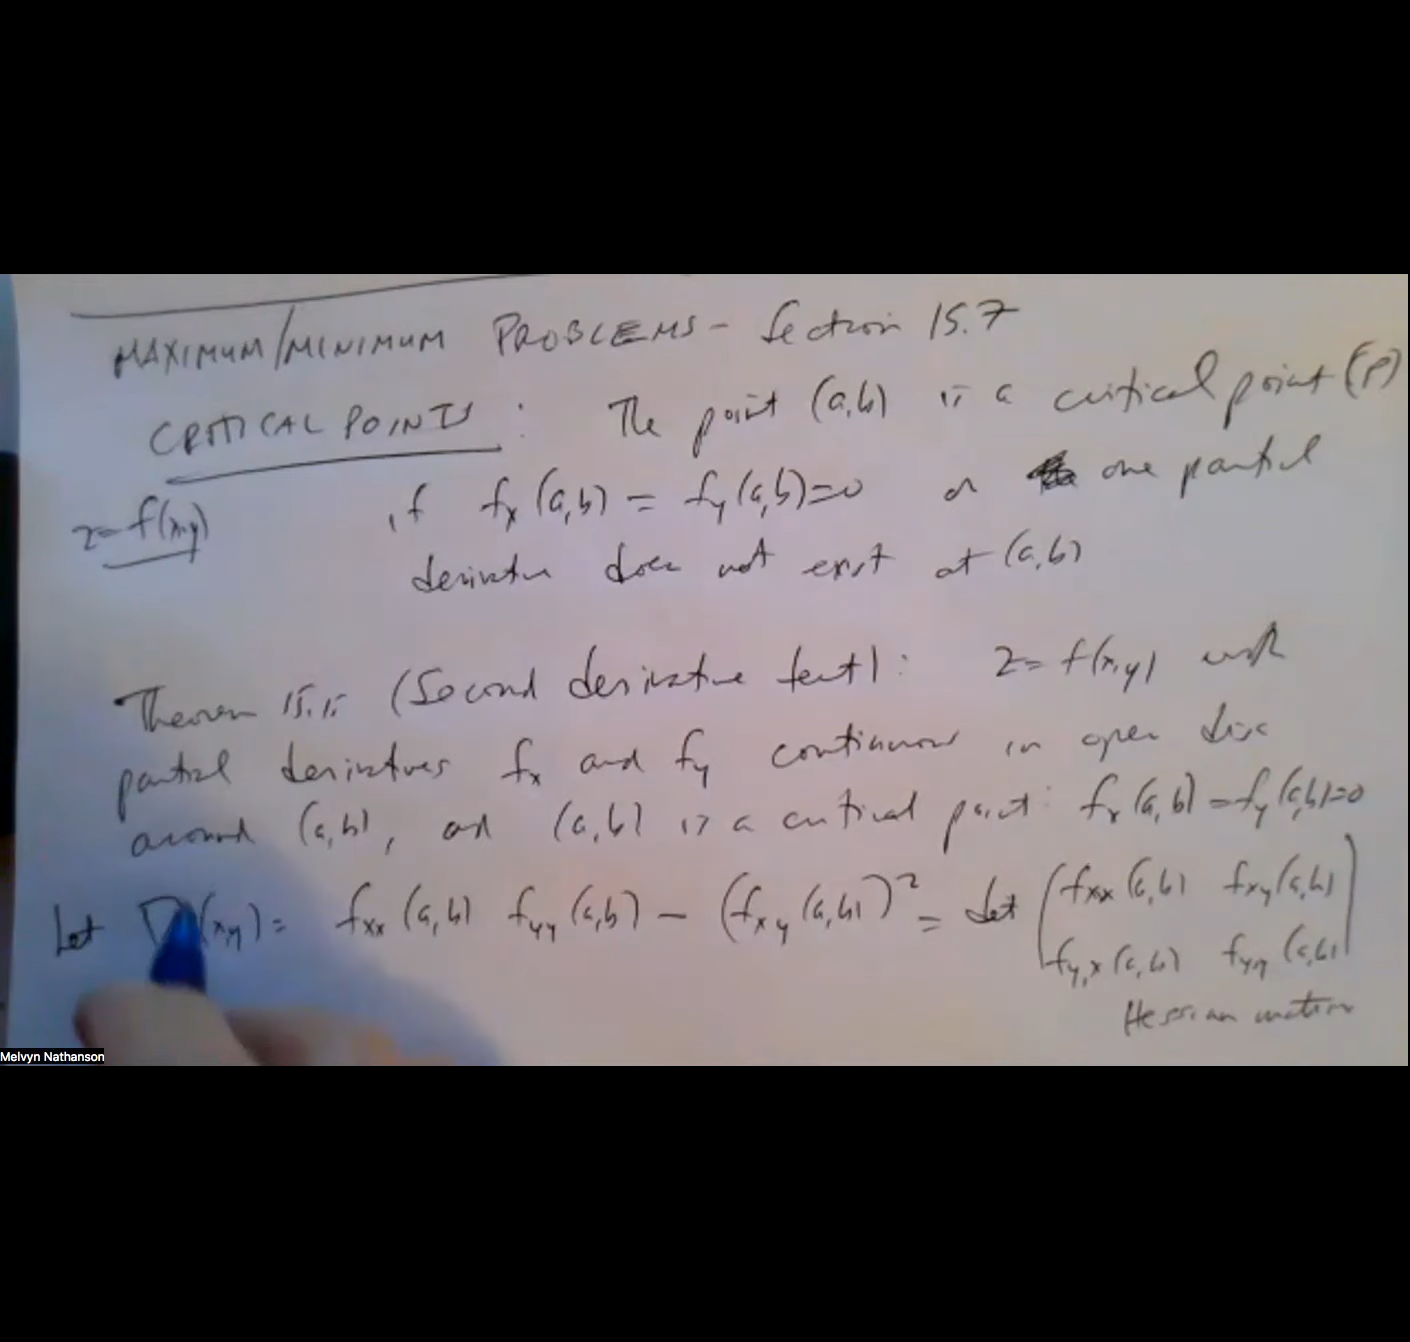 MAXIMUM/MINIMUM PROBLEMS - Section 15.7
CRITICAL POINTS : The point (a,b) is a critical point (P)
z=f(x,y) if fx(a,b) = fy(a,b)=0 or one partial
derivative does not exist at (a,b)
Theorem 15.15 (Second derivative test): z=f(x,y) with
partial derivatives fx and fy continuous in open disc
around (a,b), and (a,b) is a critical point: fx(a,b)=fy(a,b)=0
Let D(x,y)= fxx(a,b) fyy(a,b) - (fxy(a,b))² = det (fxx(a,b) fxy(a,b)
fy,x(a,b) fyy(a,b))
Hessian matrix
Melvyn Nathanson